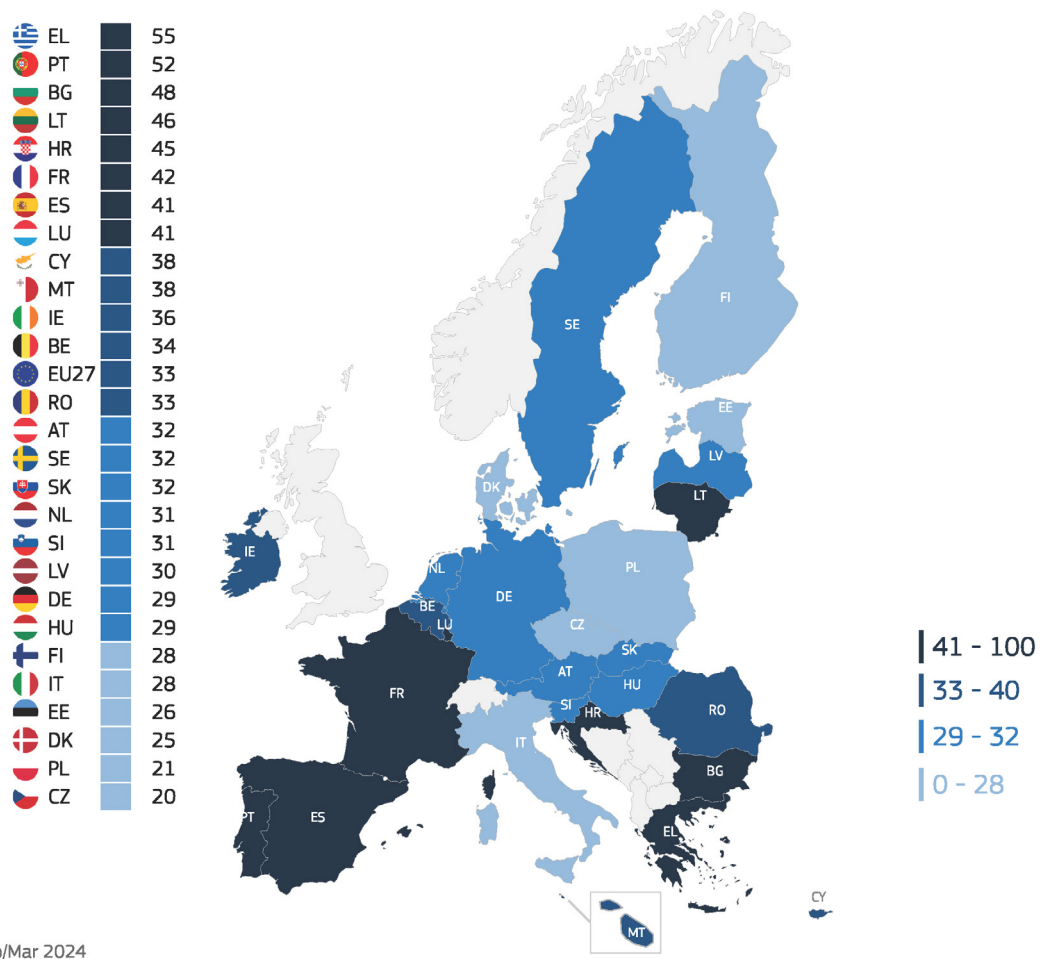 EL 55
PT 52
BG 48
LT 46
HR 45
FR 42
ES 41
LU 41
CY 38
MT 38
IE 36
BE 34
EU27 33
RO 33
AT 32
SE 32
SK 32
NL 31
SI 31
LV 30
DE 29
HU 29
FI 28
IT 28
EE 26
DK 25
PL 21
CZ 20
FI
SE
EE
LV
LT
DK
IE
NL
PL
DE
BE
LU
CZ
SK
AT
HU
FR
SI
HR
RO
IT
BG
PT
ES
EL
CY
MT
41 - 100
33 - 40
29 - 32
0 - 28
/Mar 2024